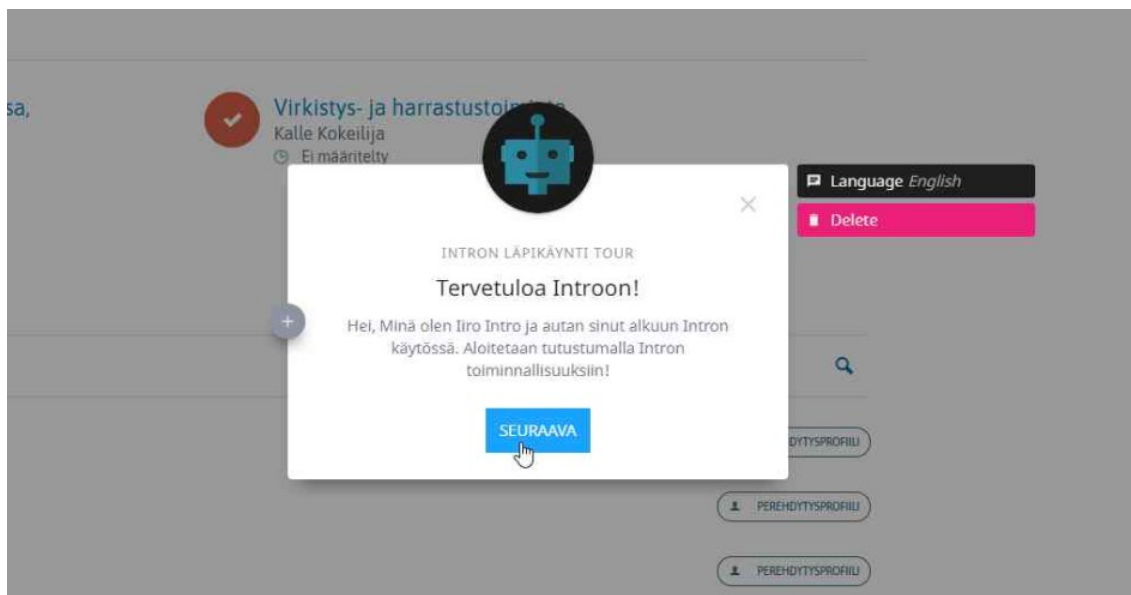 sa,
Virkistys- ja harrastustoiminta
Kalle Kokeilija
Ei määritelty
Language English
Delete
INTRON LÄPIKÄYNTI TOUR
Tervetuloa Introon!
Hei, Minä olen Iiro Intro ja autan sinut alkuun Intron
käytössä. Aloitetaan tutustumalla Intron
toiminnallisuuksiin!
SEURAAVA
DYTYSPROFIILI
PEREHDYTYSPROFIILI
PEREHDYTYSPROFIILI